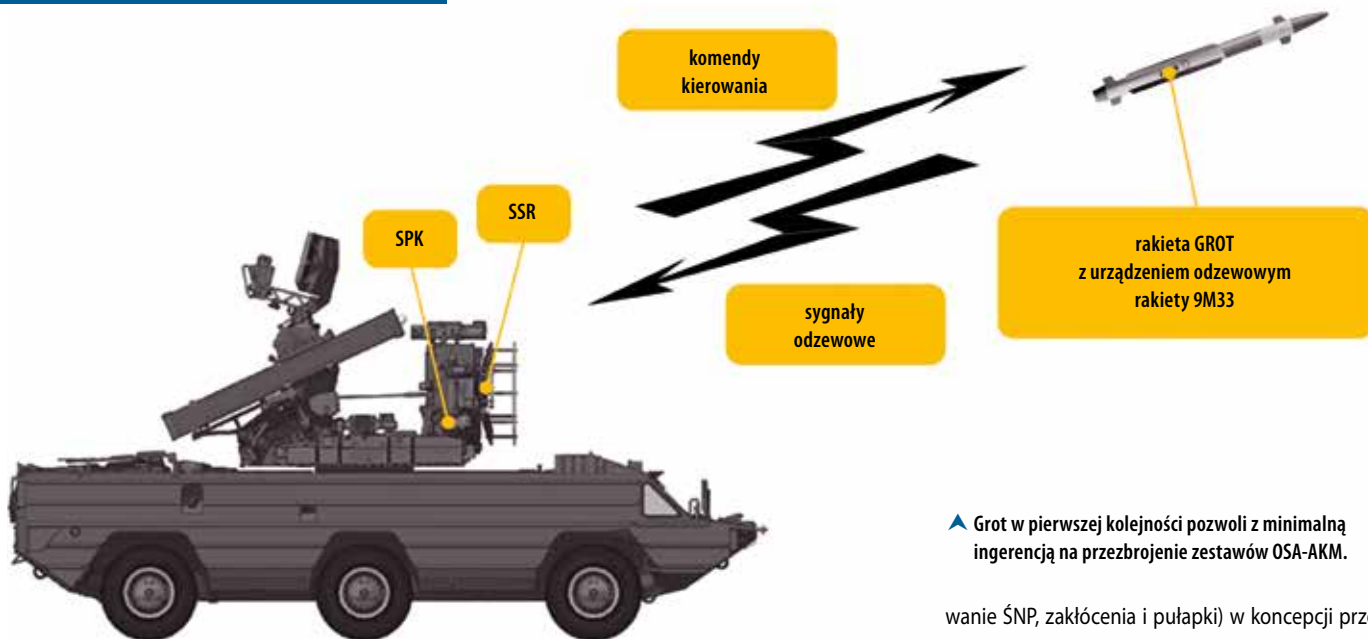 komendy
kierowania
SSR
SPK
rakieta GROT
z urządzeniem odzewowym
rakiety 9M33
sygnały
odzewowe
Grot w pierwszej kolejności pozwoli z minimalną
ingerencją na przezbrojenie zestawów OSA-AKM.
wanie ŚNP, zakłócenia i pułapki) w koncepcji